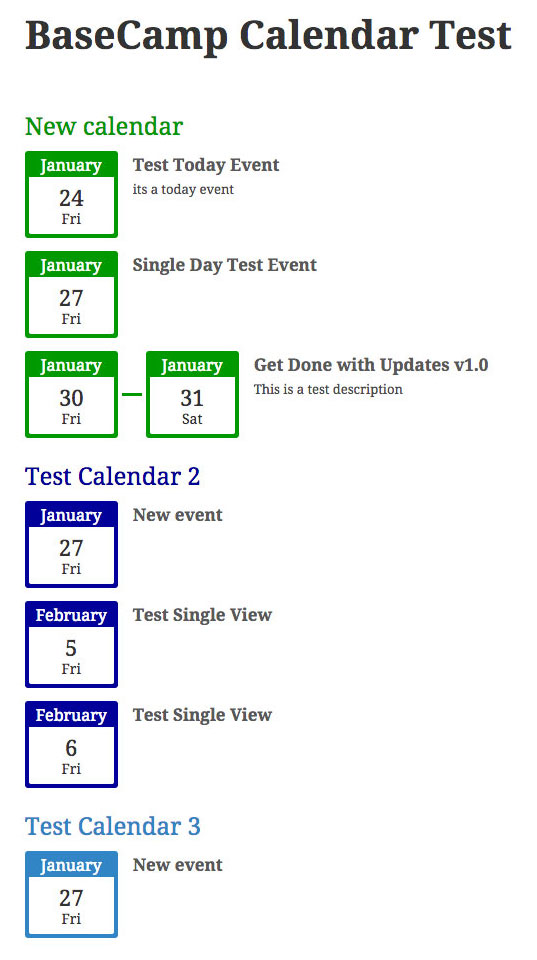 BaseCamp Calendar Test
New calendar
January
24
Fri
Test Today Event
its a today event
January
27
Fri
Single Day Test Event
January
30
Fri
January
31
Sat
Get Done with Updates v1.0
This is a test description
Test Calendar 2
January
27
Fri
New event
February
5
Fri
Test Single View
February
6
Fri
Test Single View
Test Calendar 3
January
27
Fri
New event